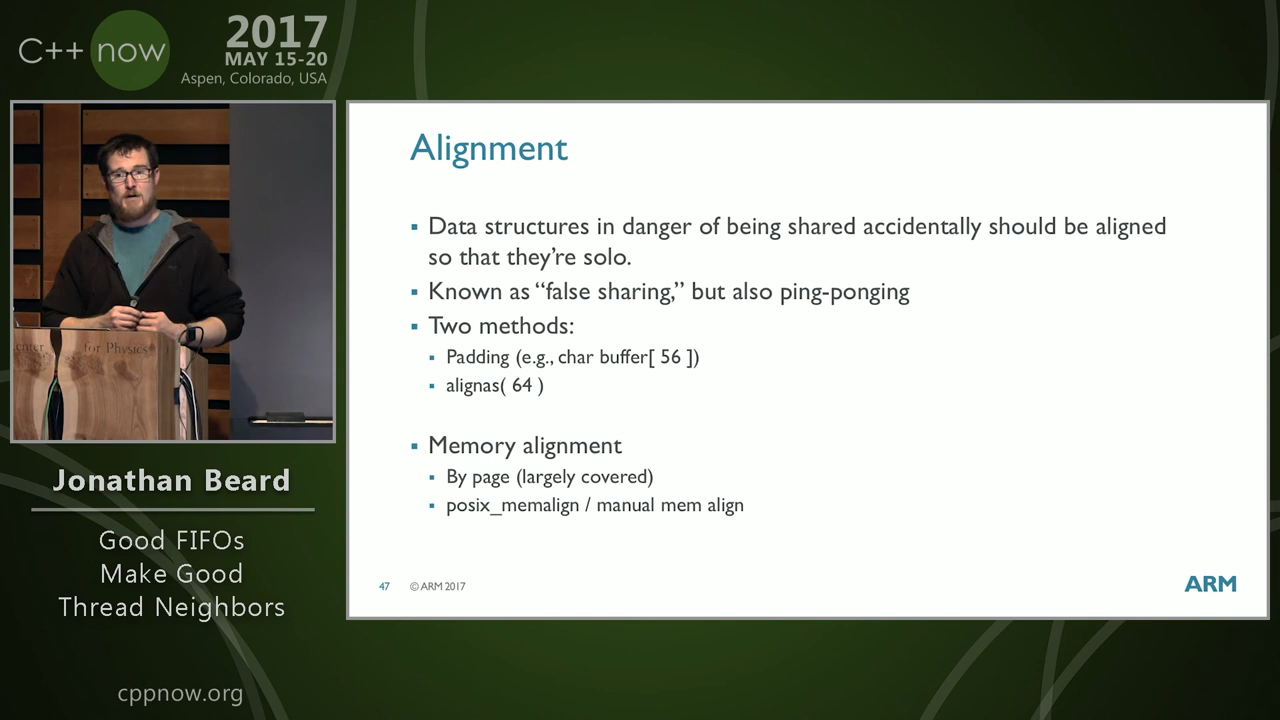 C++ now
2017
MAY 15-20
Aspen, Colorado, USA
enter for Physics
Jonathan Beard
Good FIFOs
Make Good
Thread Neighbors
cppnow.org
Alignment
▪ Data structures in danger of being shared accidentally should be aligned
so that they’re solo.
▪ Known as “false sharing,” but also ping-ponging
▪ Two methods:
▪ Padding (e.g., char buffer[ 56 ])
▪ alignas( 64 )
▪ Memory alignment
▪ By page (largely covered)
▪ posix_memalign / manual mem align
47 © ARM 2017
ARM